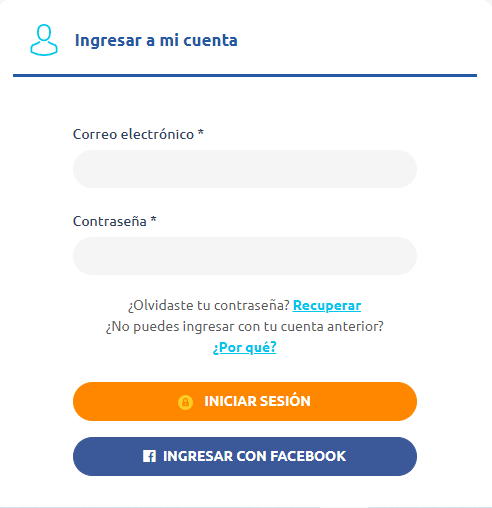 Ingresar a mi cuenta
Correo electrónico *
Contraseña *
¿Olvidaste tu contraseña? Recuperar
¿No puedes ingresar con tu cuenta anterior?
¿Por qué?
INICIAR SESIÓN
INGRESAR CON FACEBOOK